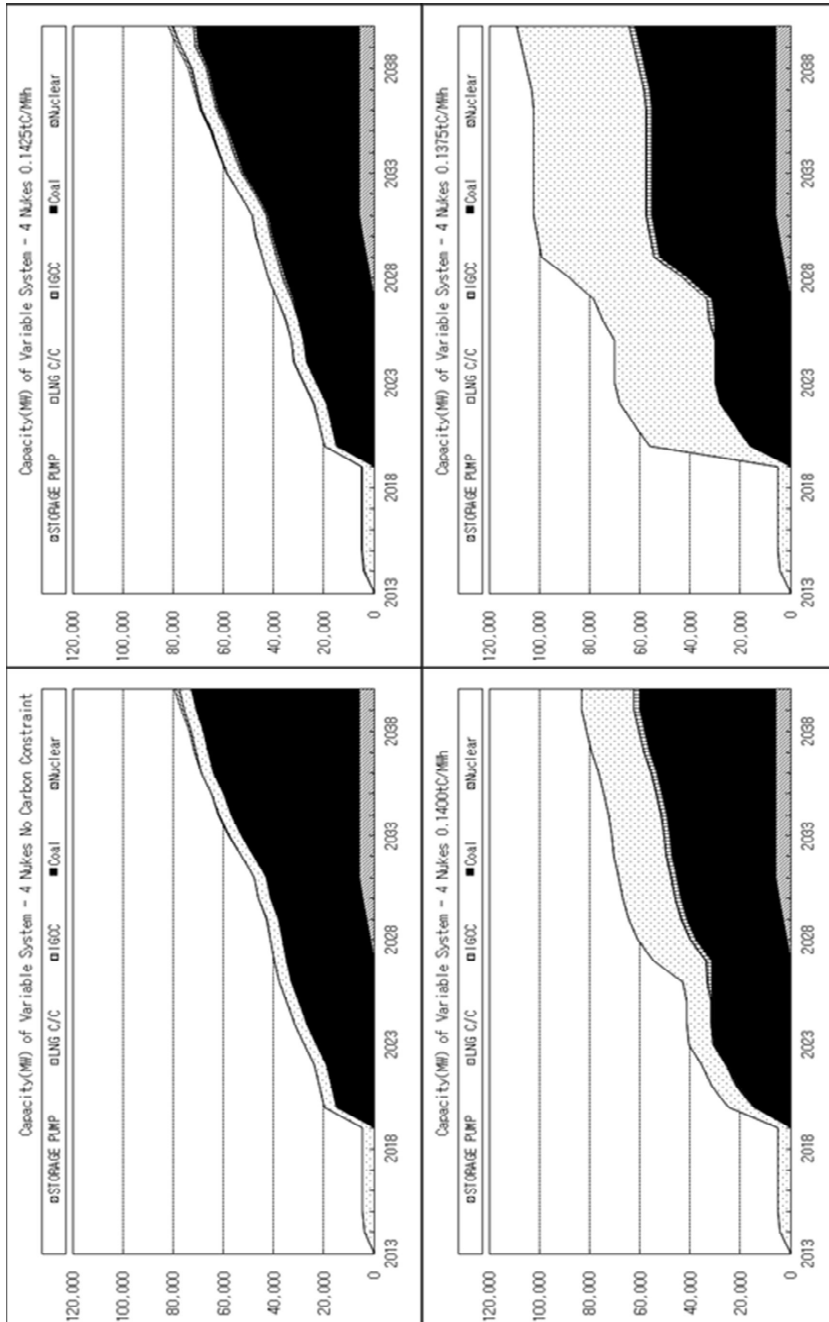 Capacity(MW) of Variable System - 4 Nukes No Carbon Constraint
STORAGE PUMP LNG C/C IGCC Coal Nuclear
120,000
100,000
80,000
60,000
40,000
20,000
0
2013 2018 2023 2028 2033 2038
Capacity(MW) of Variable System - 4 Nukes 0.1425tC/MWh
STORAGE PUMP LNG C/C IGCC Coal Nuclear
120,000
100,000
80,000
60,000
40,000
20,000
0
2013 2018 2023 2028 2033 2038
Capacity(MW) of Variable System - 4 Nukes 0.1400tC/MWh
STORAGE PUMP LNG C/C IGCC Coal Nuclear
120,000
100,000
80,000
60,000
40,000
20,000
0
2013 2018 2023 2028 2033 2038
Capacity(MW) of Variable System - 4 Nukes 0.1375tC/MWh
STORAGE PUMP LNG C/C IGCC Coal Nuclear
120,000
100,000
80,000
60,000
40,000
20,000
0
2013 2018 2023 2028 2033 2038